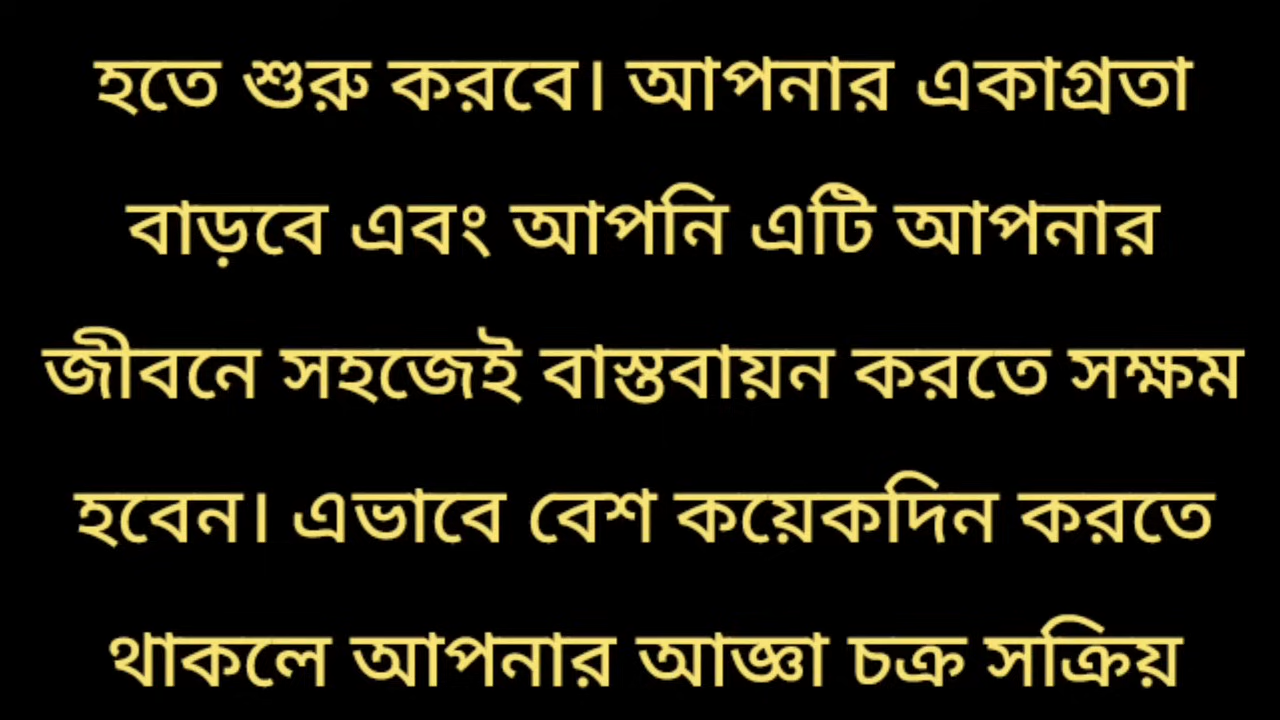 হতে শুরু করবে। আপনার একাগ্রতা
বাড়বে এবং আপনি এটি আপনার
জীবনে সহজেই বাস্তবায়ন করতে সক্ষম
হবেন। এভাবে বেশ কয়েকদিন করতে
থাকলে আপনার আজ্ঞা চক্র সক্রিয়